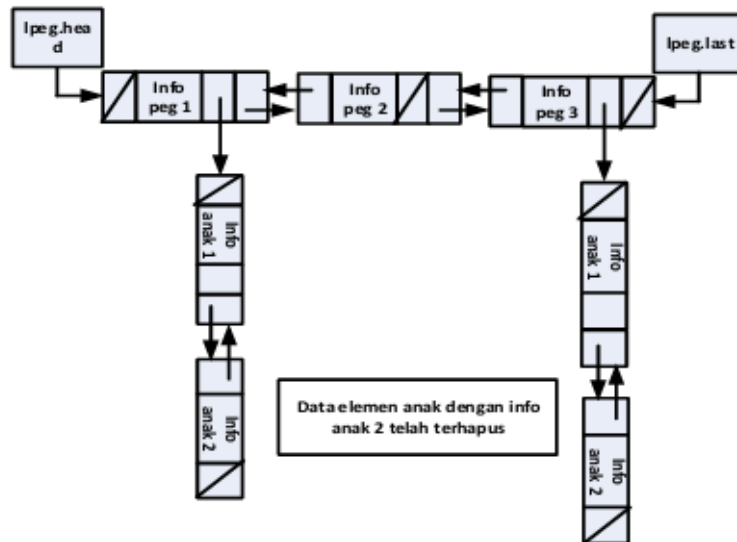 lpeg.hea
d
lpeg.last
Info
peg 1
Info
peg 2
Info
peg 3
Info
anak 1
Info
anak 1
Info
anak 2
Data elemen anak dengan info
anak 2 telah terhapus
Info
anak 2